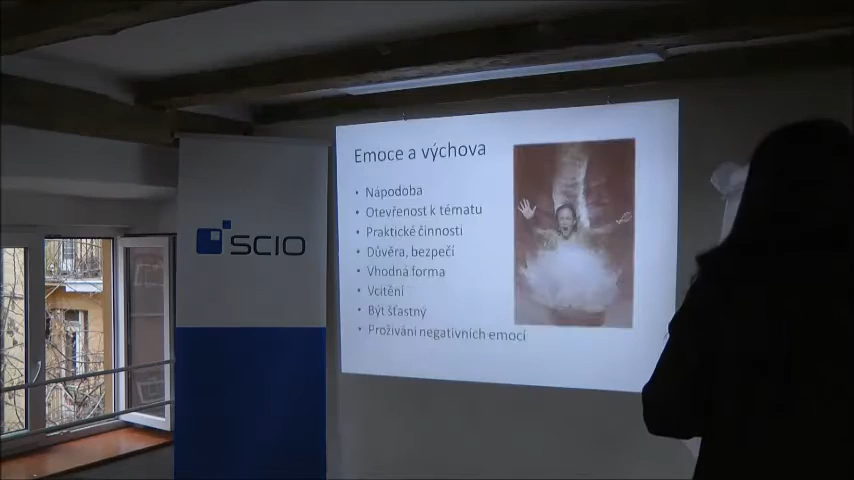 SCIO
Emoce a výchova
• Nápodoba
• Otevřenost k tématu
• Praktické činnosti
• Důvěra, bezpečí
• Vhodná forma
• Vcítění
• Být šťastný
• Prožívání negativních emocí